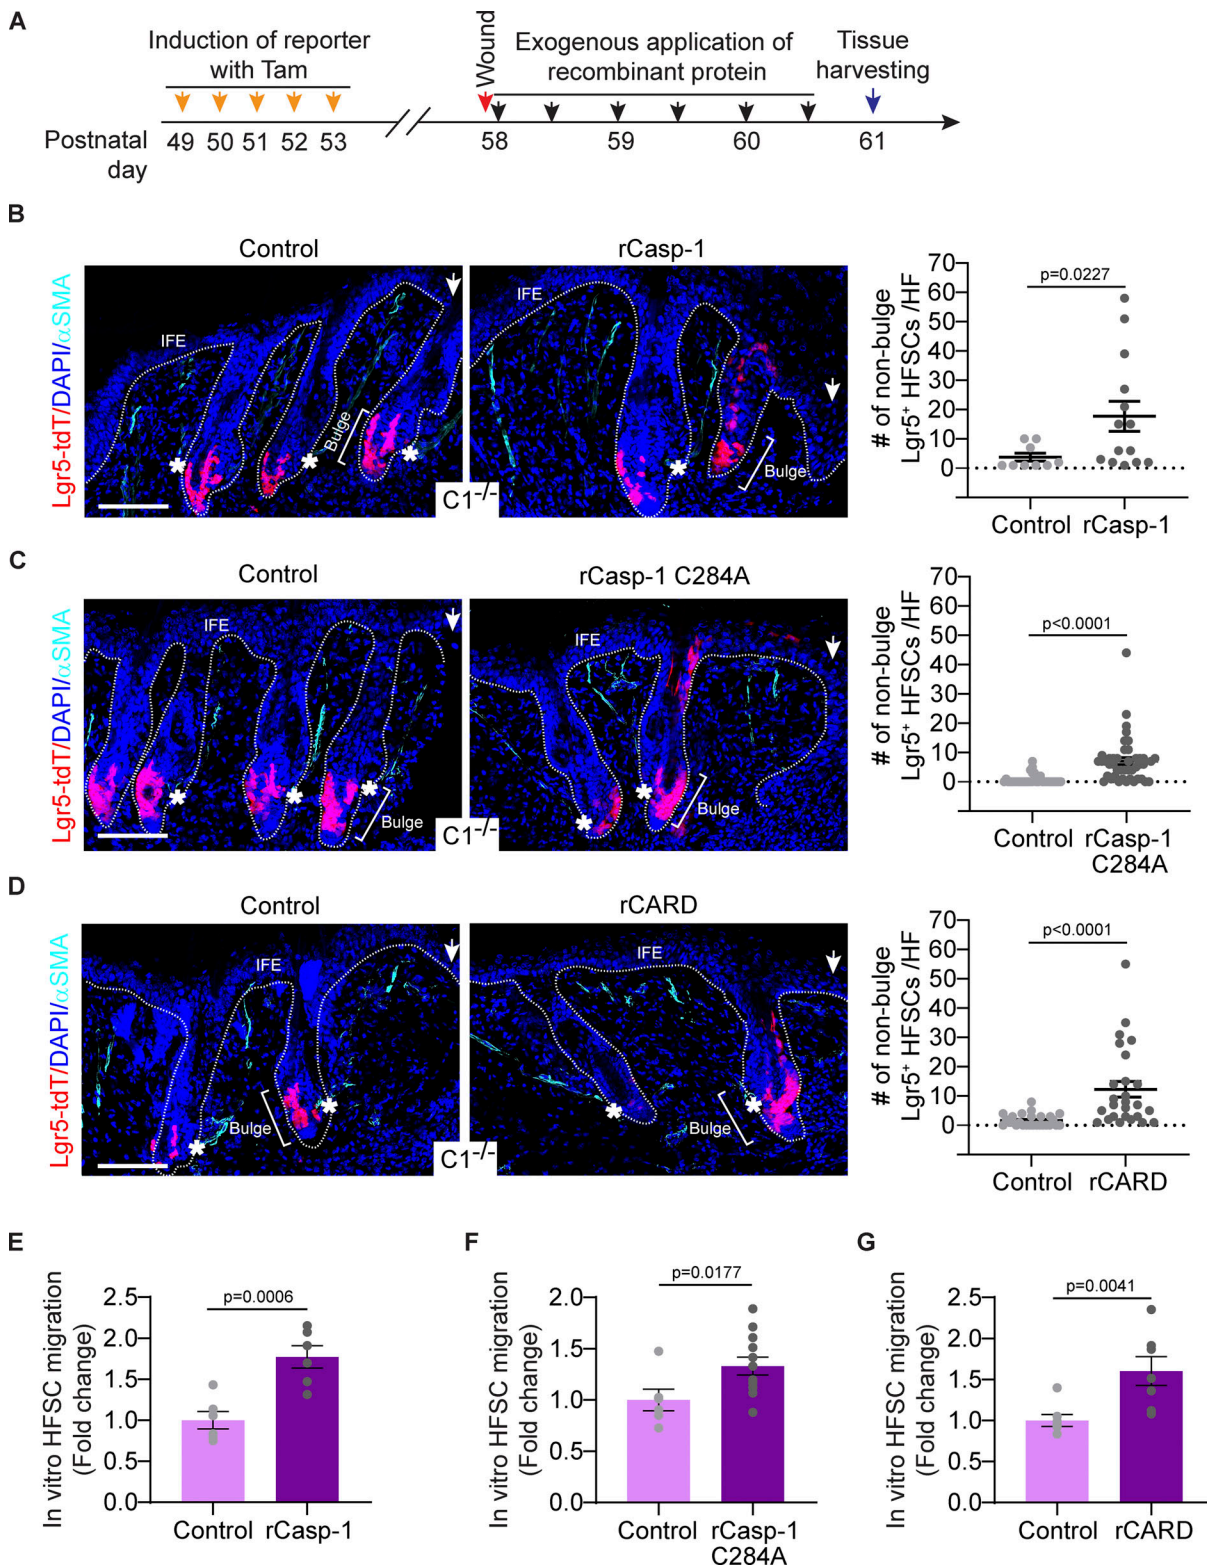 A
Induction of reporter
with Tam
Wound
Exogenous application of
recombinant protein
Tissue
harvesting
Postnatal
day
49 50 51 52 53 58 59 60 61
B
Control
rCasp-1
Lgr5-tdT/DAPI/αSMA
IFE
Bulge
IFE
Bulge
C1⁻/⁻
# of non-bulge
Lgr5⁺ HFSCs /HF
70
60
50
40
30
20
10
0
p=0.0227
Control rCasp-1
C
Control
rCasp-1 C284A
Lgr5-tdT/DAPI/αSMA
IFE
Bulge
IFE
Bulge
C1⁻/⁻
# of non-bulge
Lgr5⁺ HFSCs /HF
70
60
50
40
30
20
10
0
p<0.0001
Control rCasp-1
C284A
D
Control
rCARD
Lgr5-tdT/DAPI/αSMA
IFE
Bulge
IFE
Bulge
C1⁻/⁻
# of non-bulge
Lgr5⁺ HFSCs /HF
70
60
50
40
30
20
10
0
p<0.0001
Control rCARD
E
In vitro HFSC migration
(Fold change)
2.5
2.0
1.5
1.0
0.5
0.0
p=0.0006
Control rCasp-1
F
In vitro HFSC migration
(Fold change)
2.0
1.5
1.0
0.5
0.0
p=0.0177
Control rCasp-1
C284A
G
In vitro HFSC migration
(Fold change)
2.5
2.0
1.5
1.0
0.5
0.0
p=0.0041
Control rCARD